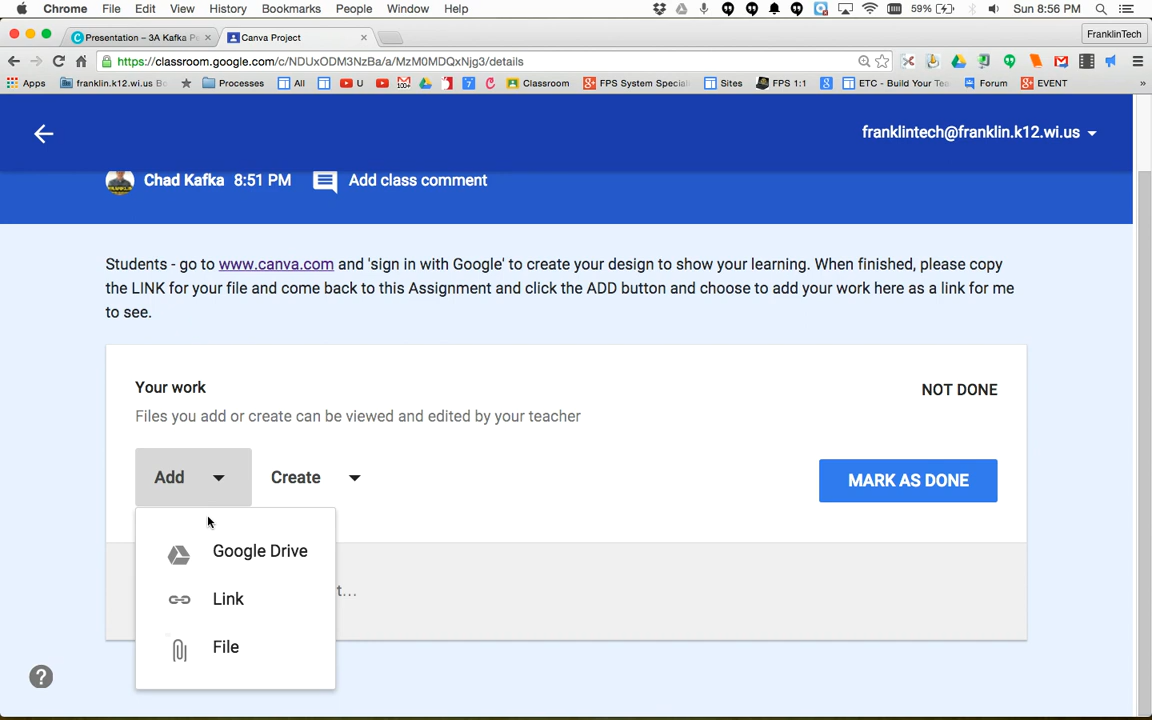 Chrome File Edit View History Bookmarks People Window Help 59% Sun 8:56 PM
Presentation – 3A Kafka Canva Project FranklinTech
https://classroom.google.com/c/NDUxODM3NzBa/a/MzM0MDQxNjg3/details
Apps franklin.k12.wi.us Processes All U Classroom FPS System Speciali FPS 1:1 ETC - Build Your Forum EVENT »
franklintech@franklin.k12.wi.us
Chad Kafka 8:51 PM Add class comment
Students - go to www.canva.com and 'sign in with Google' to create your design to show your learning. When finished, please copy
the LINK for your file and come back to this Assignment and click the ADD button and choose to add your work here as a link for me
to see.
Your work NOT DONE
Files you add or create can be viewed and edited by your teacher
Add Create MARK AS DONE
Google Drive
t...
Link
File
?